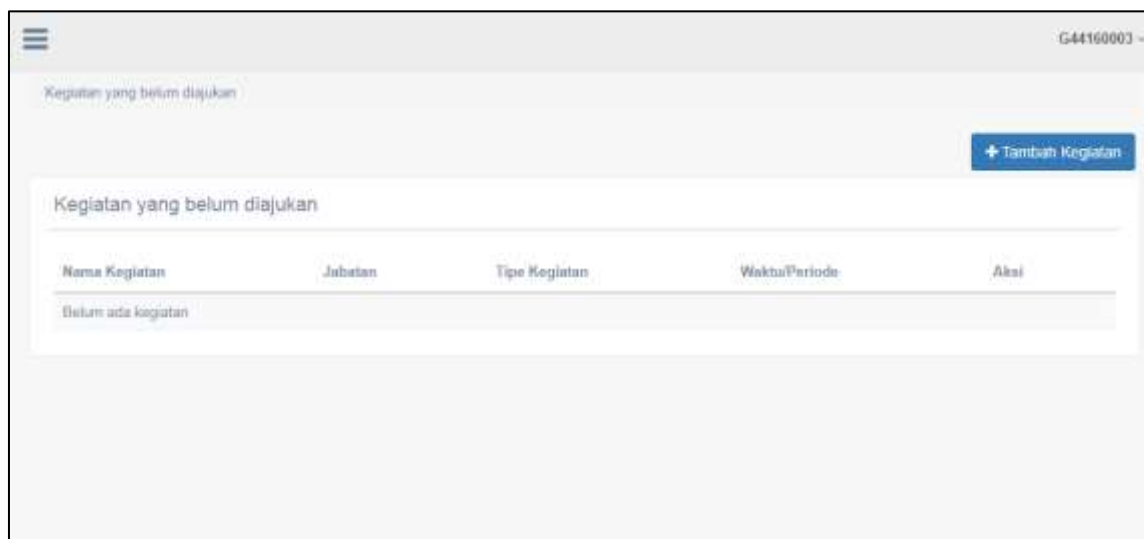 G44160003
Kegiatan yang belum diajukan
+ Tambah Kegiatan
Kegiatan yang belum diajukan
Nama Kegiatan Jabatan Tipe Kegiatan Waktu/Periode Aksi
Belum ada kegiatan